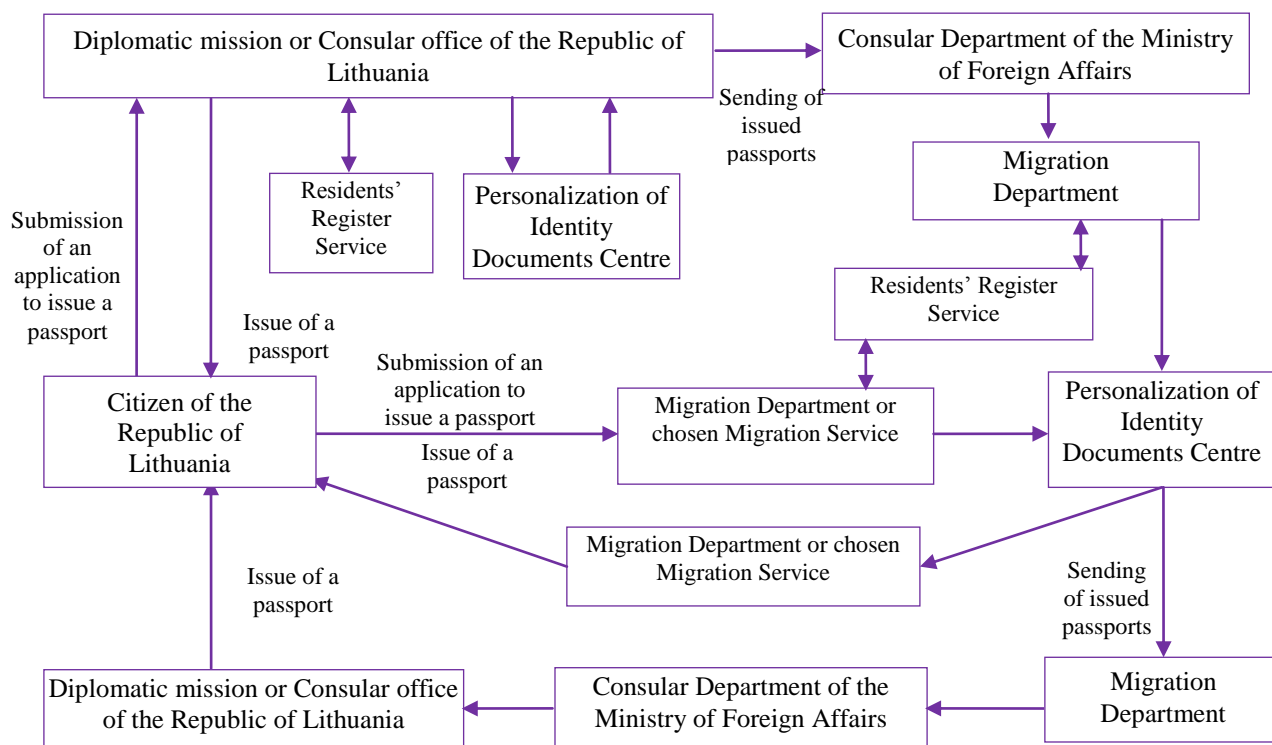 Diplomatic mission or Consular office of the Republic of
Lithuania
Consular Department of the Ministry
of Foreign Affairs
Sending of
issued
passports
Migration
Department
Residents’
Register
Service
Personalization of
Identity
Documents Centre
Submission
of an
application
to issue a
passport
Residents’ Register
Service
Issue of a
passport
Submission of an
application to
issue a passport
Citizen of the
Republic of
Lithuania
Migration Department or
chosen Migration Service
Personalization of
Identity
Documents Centre
Issue of a
passport
Migration Department or chosen
Migration Service
Issue of a
passport
Sending
of issued
passports
Diplomatic mission or Consular office
of the Republic of Lithuania
Consular Department of the
Ministry of Foreign Affairs
Migration
Department